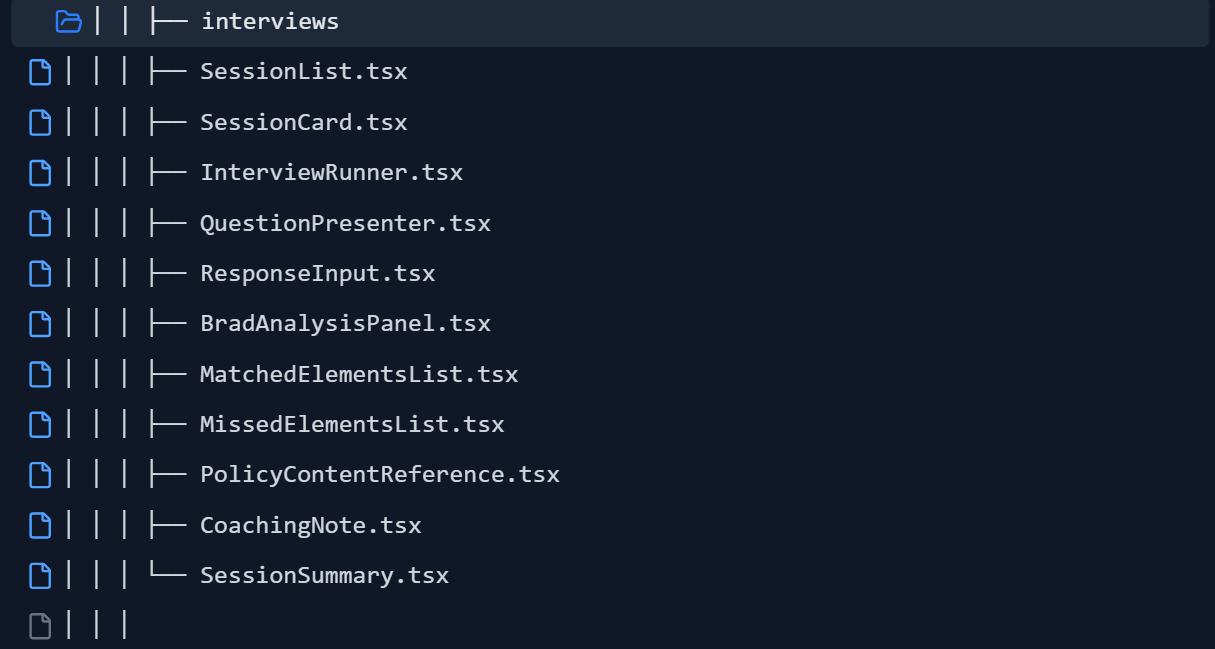 │ │ ├── interviews
│ │ │ ├── SessionList.tsx
│ │ │ ├── SessionCard.tsx
│ │ │ ├── InterviewRunner.tsx
│ │ │ ├── QuestionPresenter.tsx
│ │ │ ├── ResponseInput.tsx
│ │ │ ├── BradAnalysisPanel.tsx
│ │ │ ├── MatchedElementsList.tsx
│ │ │ ├── MissedElementsList.tsx
│ │ │ ├── PolicyContentReference.tsx
│ │ │ ├── CoachingNote.tsx
│ │ │ └── SessionSummary.tsx
│ │ │